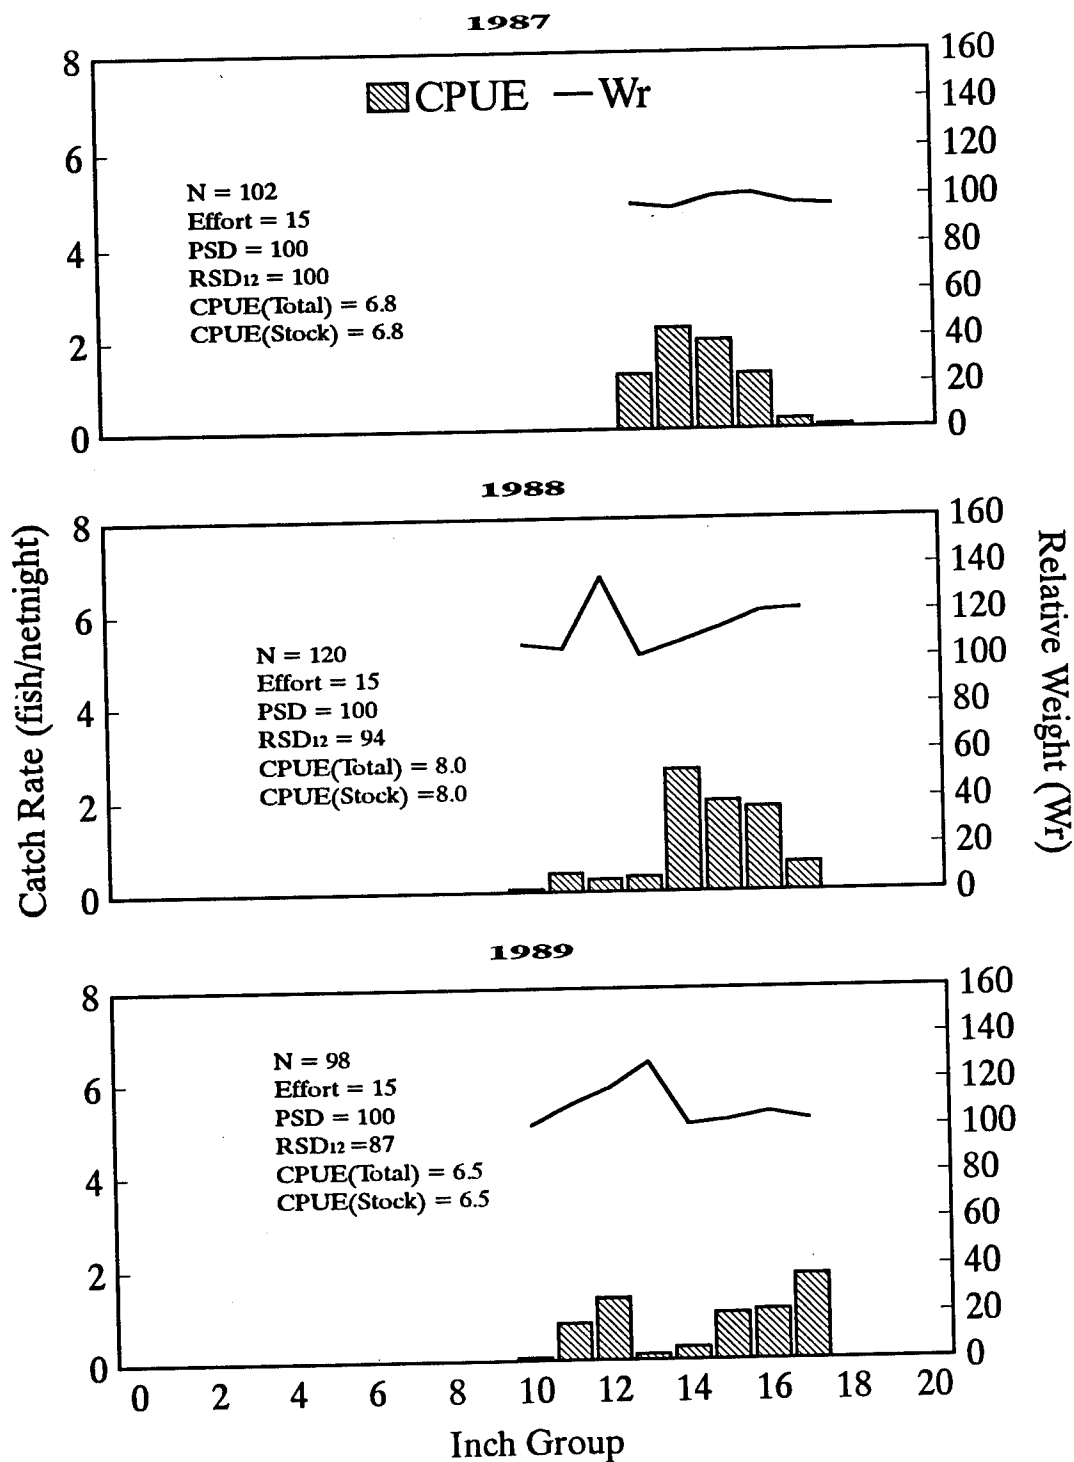 1987
8
6
4
2
0
160
140
120
100
80
60
40
20
0
CPUE — Wr
N = 102
Effort = 15
PSD = 100
RSD12 = 100
CPUE(Total) = 6.8
CPUE(Stock) = 6.8
1988
8
6
4
2
0
160
140
120
100
80
60
40
20
0
N = 120
Effort = 15
PSD = 100
RSD12 = 94
CPUE(Total) = 8.0
CPUE(Stock) =8.0
Catch Rate (fish/netnight)
Relative Weight (Wr)
1989
8
6
4
2
0
160
140
120
100
80
60
40
20
0
N = 98
Effort = 15
PSD = 100
RSD12 =87
CPUE(Total) = 6.5
CPUE(Stock) = 6.5
0 2 4 6 8 10 12 14 16 18 20
Inch Group